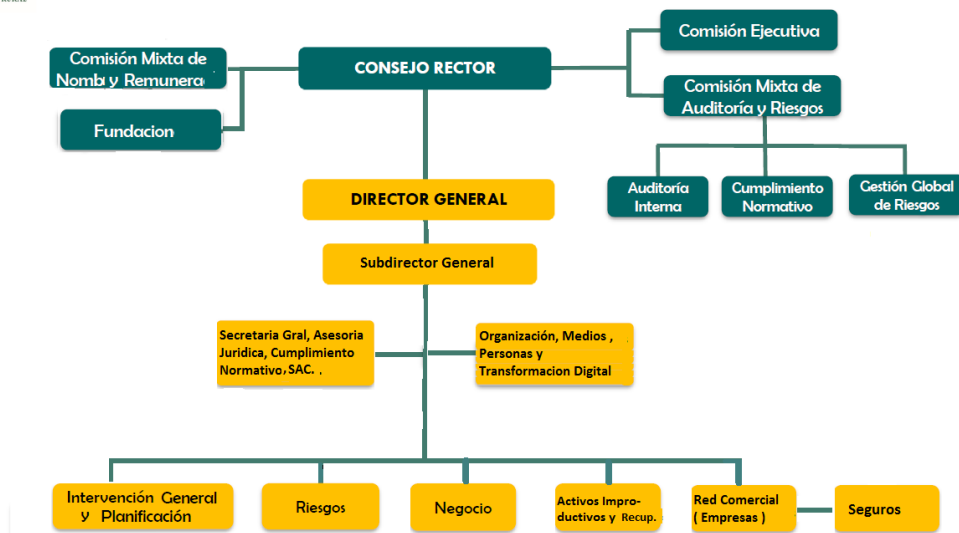 Comisión Ejecutiva
Comisión Mixta de
Nomb y Remunera
CONSEJO RECTOR
Comisión Mixta de
Auditoría y Riesgos
Fundacion
Auditoría
Interna
Cumplimiento
Normativo
Gestión Global
de Riesgos
DIRECTOR GENERAL
Subdirector General
Secretaria Gral, Asesoria
Juridica, Cumplimiento
Normativo, SAC. .
Organización, Medios ,
Personas y
Transformacion Digital
Intervención General
y Planificación
Riesgos
Negocio
Activos Impro-
ductivos y Recup.
Red Comercial
( Empresas )
Seguros